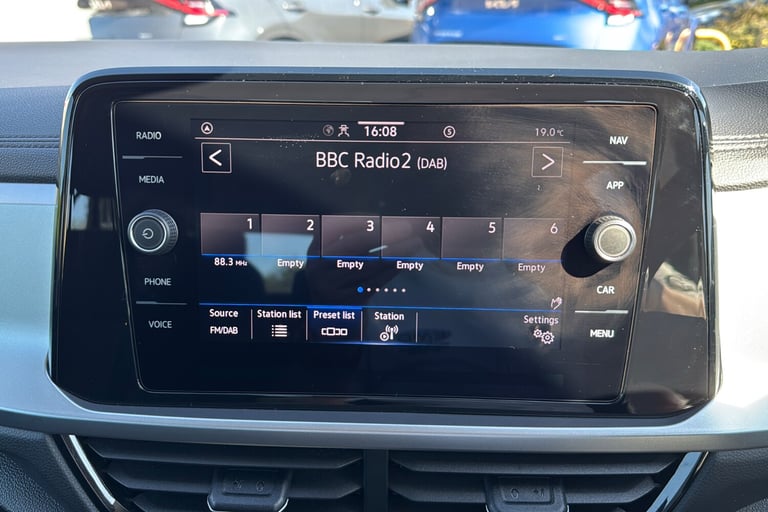 RADIO
MEDIA
PHONE
VOICE
16:08
S
19.0°C
<
BBC Radio2 (DAB)
>
1 2 3 4 5 6
88.3 MHz Empty Empty Empty Empty Empty
Source Station list Preset list Station Settings
FM/DAB
NAV
APP
CAR
MENU